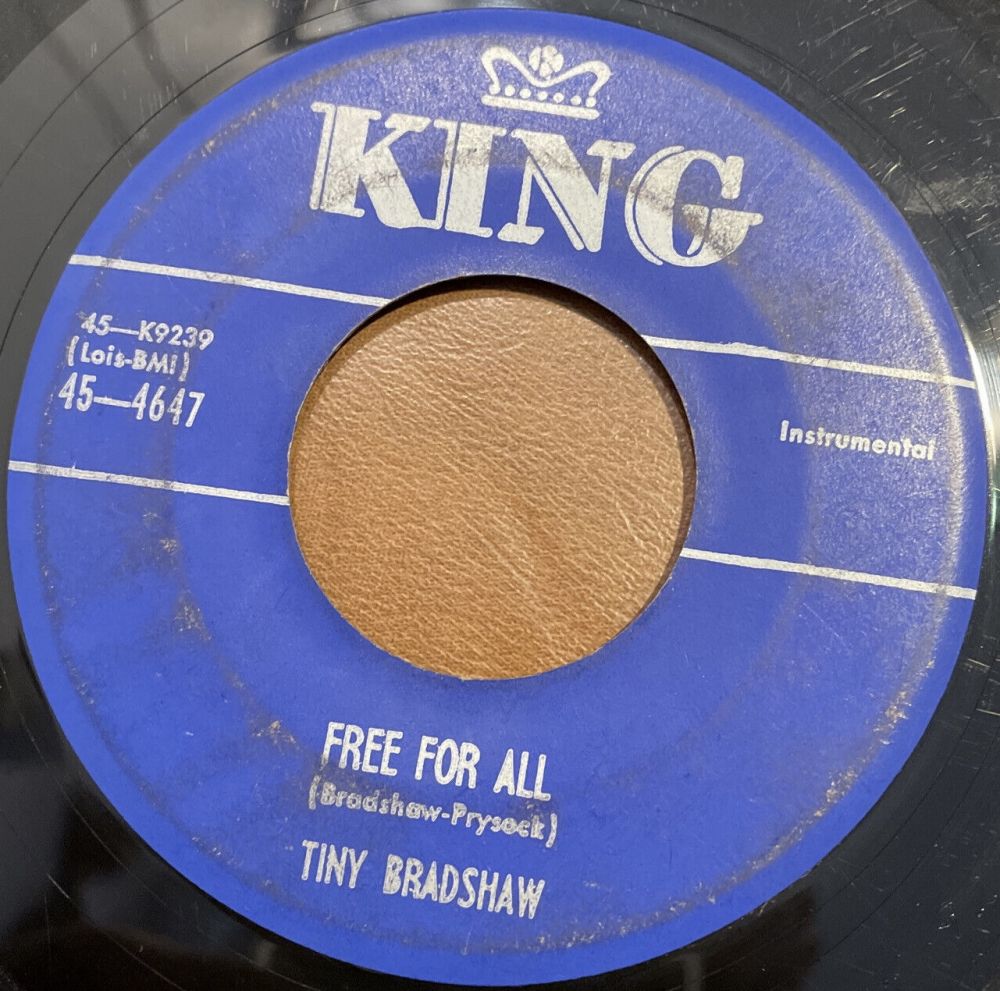 KING
45—K9239
(Lois-BMI)
45—4647
Instrumental
FREE FOR ALL
(Bradshaw-Prysock)
TINY BRADSHAW